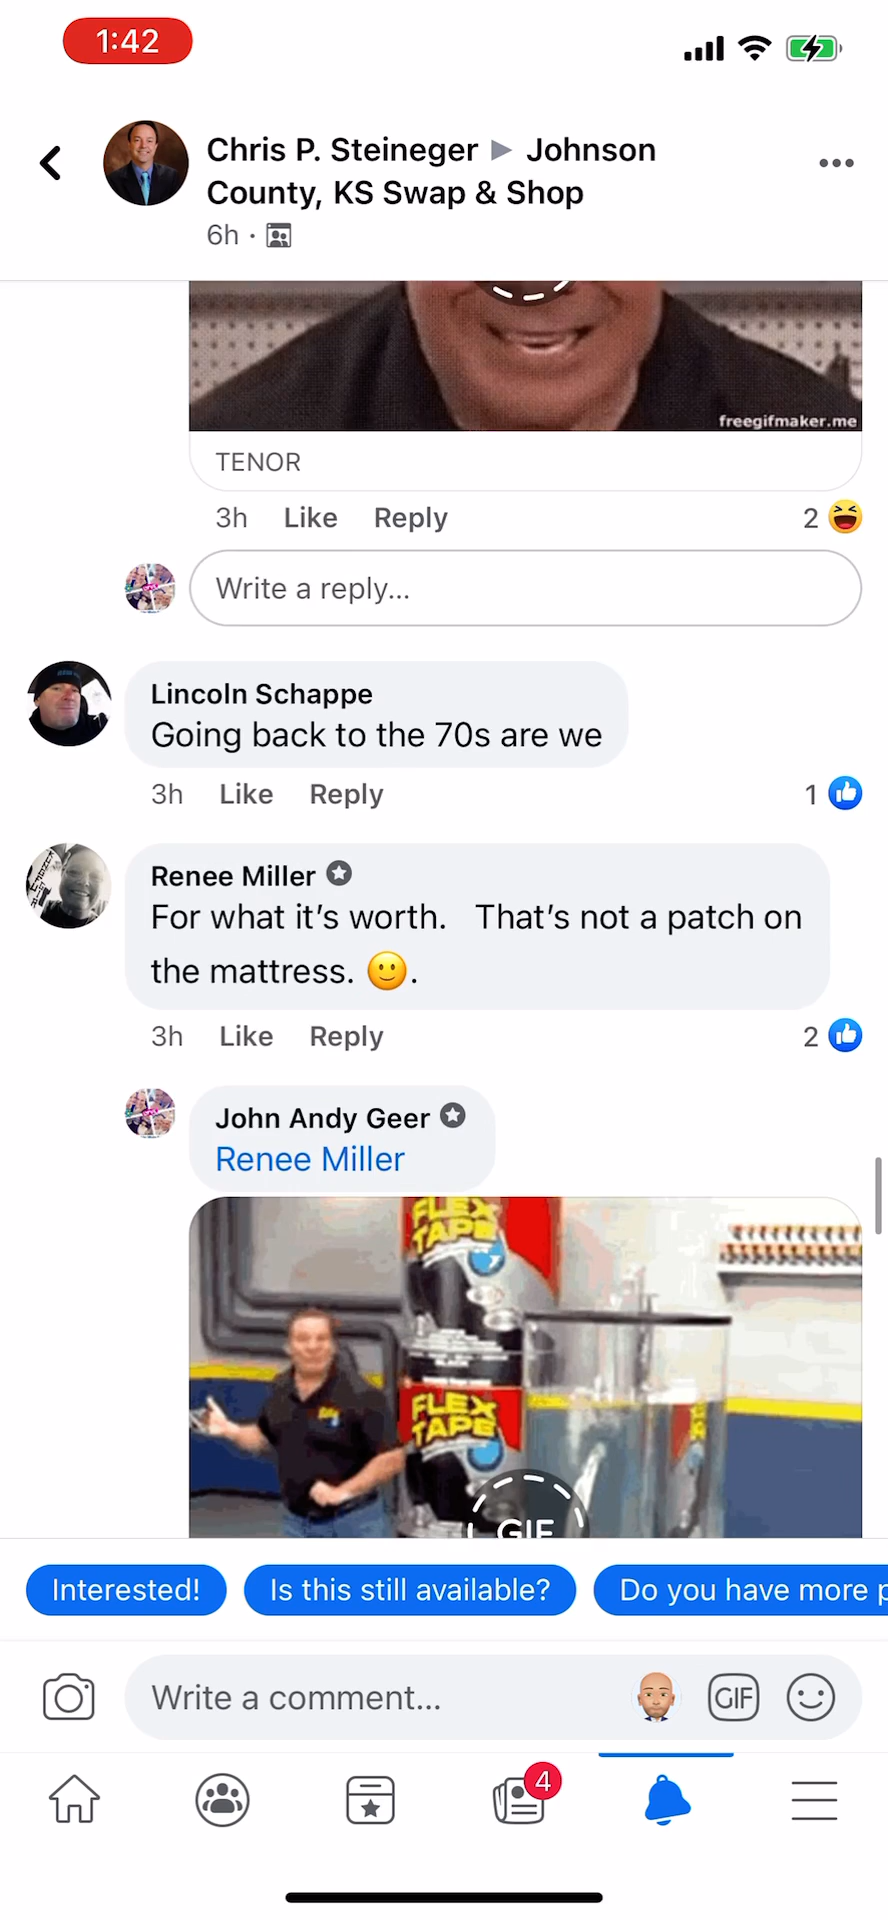 1:42
Chris P. Steineger ▶ Johnson
County, KS Swap & Shop
6h ·
freegifmaker.me
TENOR
3h Like Reply 2
Write a reply...
Lincoln Schappe
Going back to the 70s are we
3h Like Reply 1
Renee Miller
For what it's worth. That's not a patch on
the mattress. 🙂.
3h Like Reply 2
John Andy Geer
Renee Miller
FLEX
TAPE
FLEX
TAPE
GIF
Interested! Is this still available? Do you have more p
Write a comment... GIF
4